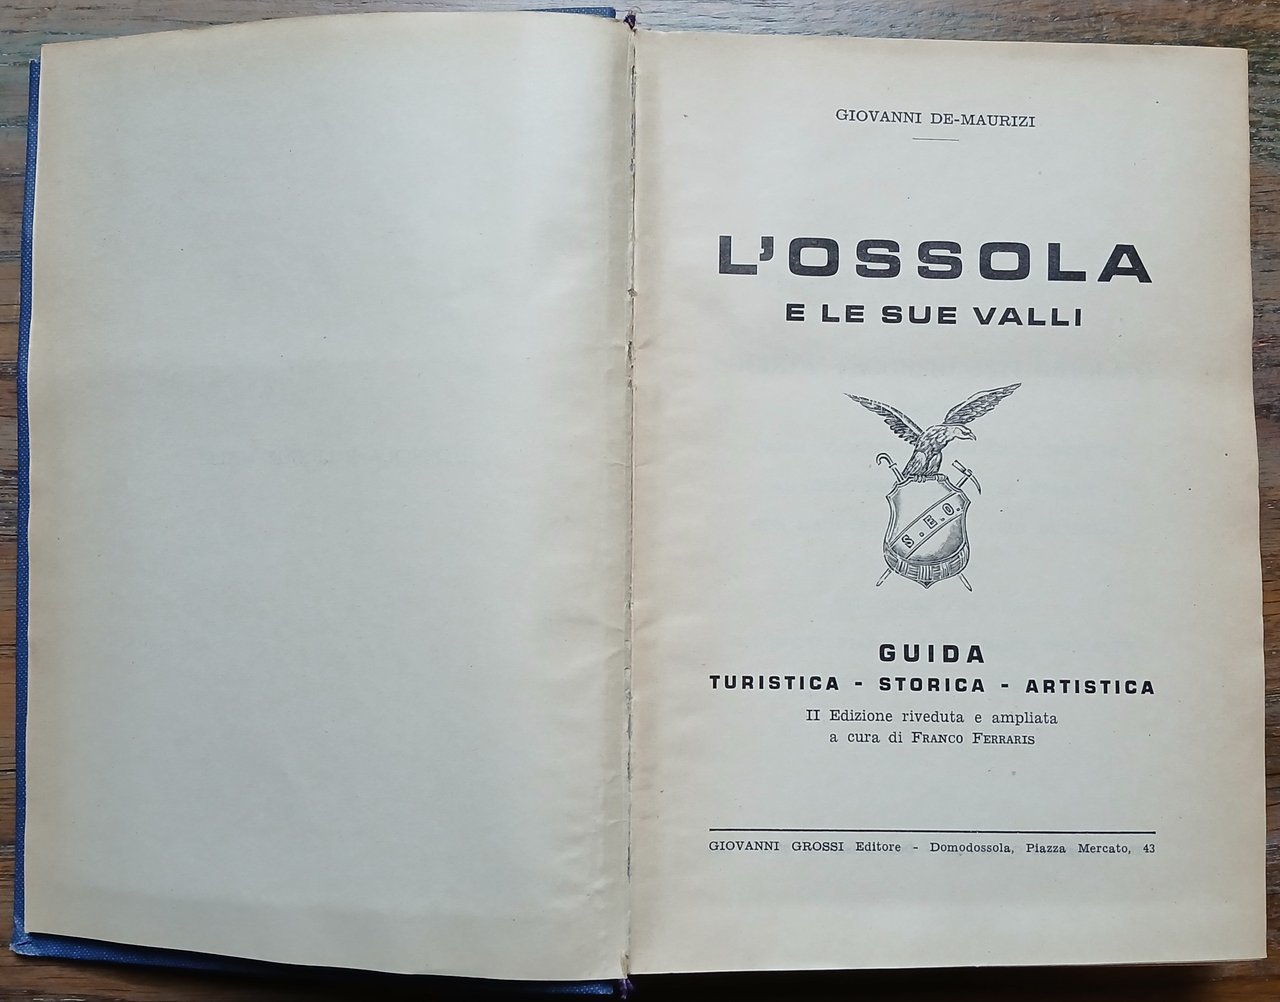 GIOVANNI DE-MAURIZI
L'OSSOLA
E LE SUE VALLI
S. E. O.
GUIDA
TURISTICA - STORICA - ARTISTICA
II Edizione riveduta e ampliata
a cura di FRANCO FERRARIS
GIOVANNI GROSSI Editore - Domodossola, Piazza Mercato, 43